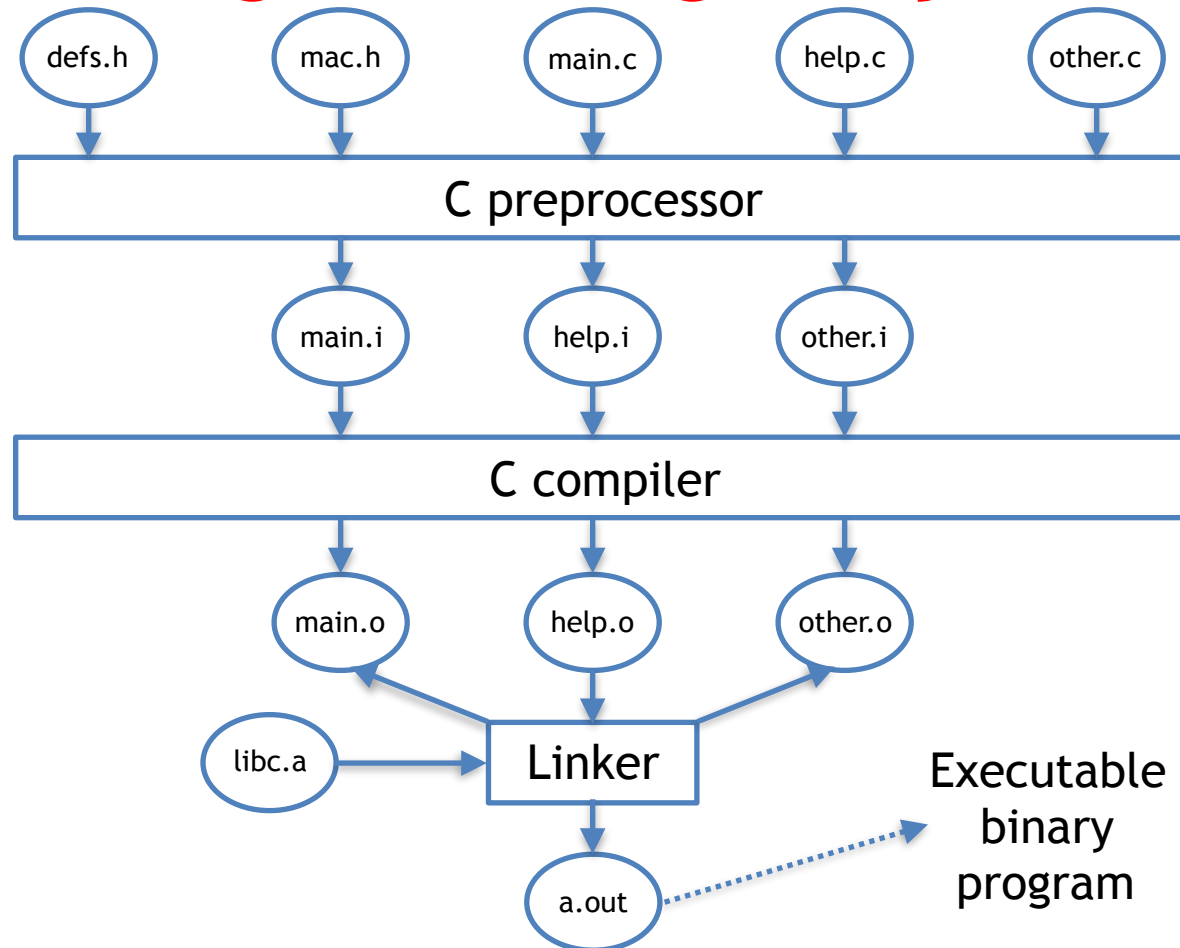 defs.h
mac.h
main.c
help.c
other.c
C preprocessor
main.i
help.i
other.i
C compiler
main.o
help.o
other.o
libc.a
Linker
Executable
binary
program
a.out